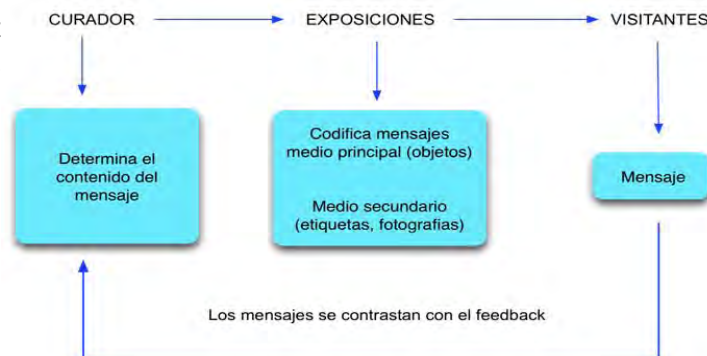 CURADOR
EXPOSICIONES
VISITANTES
Determina el
contenido del
mensaje
Codifica mensajes
medio principal (objetos)
Medio secundario
(etiquetas, fotografías)
Mensaje
Los mensajes se contrastan con el feedback